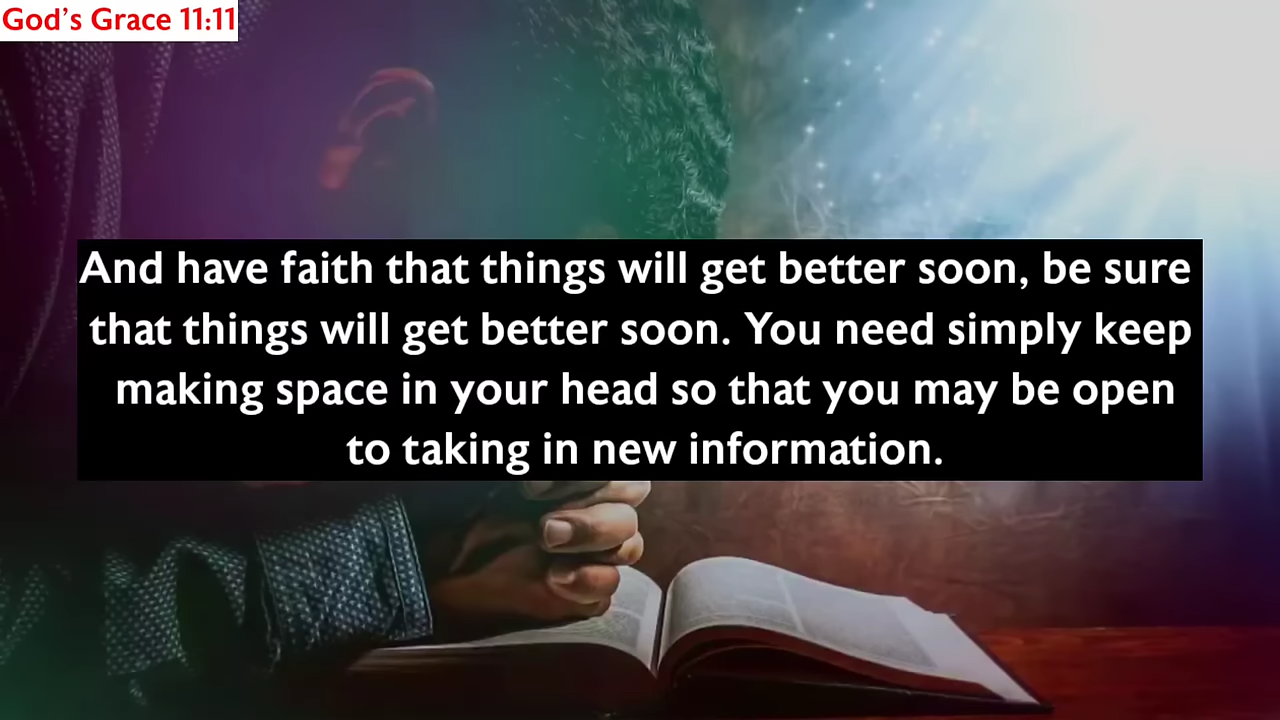 God's Grace 11:11
And have faith that things will get better soon, be sure
that things will get better soon. You need simply keep
making space in your head so that you may be open
to taking in new information.